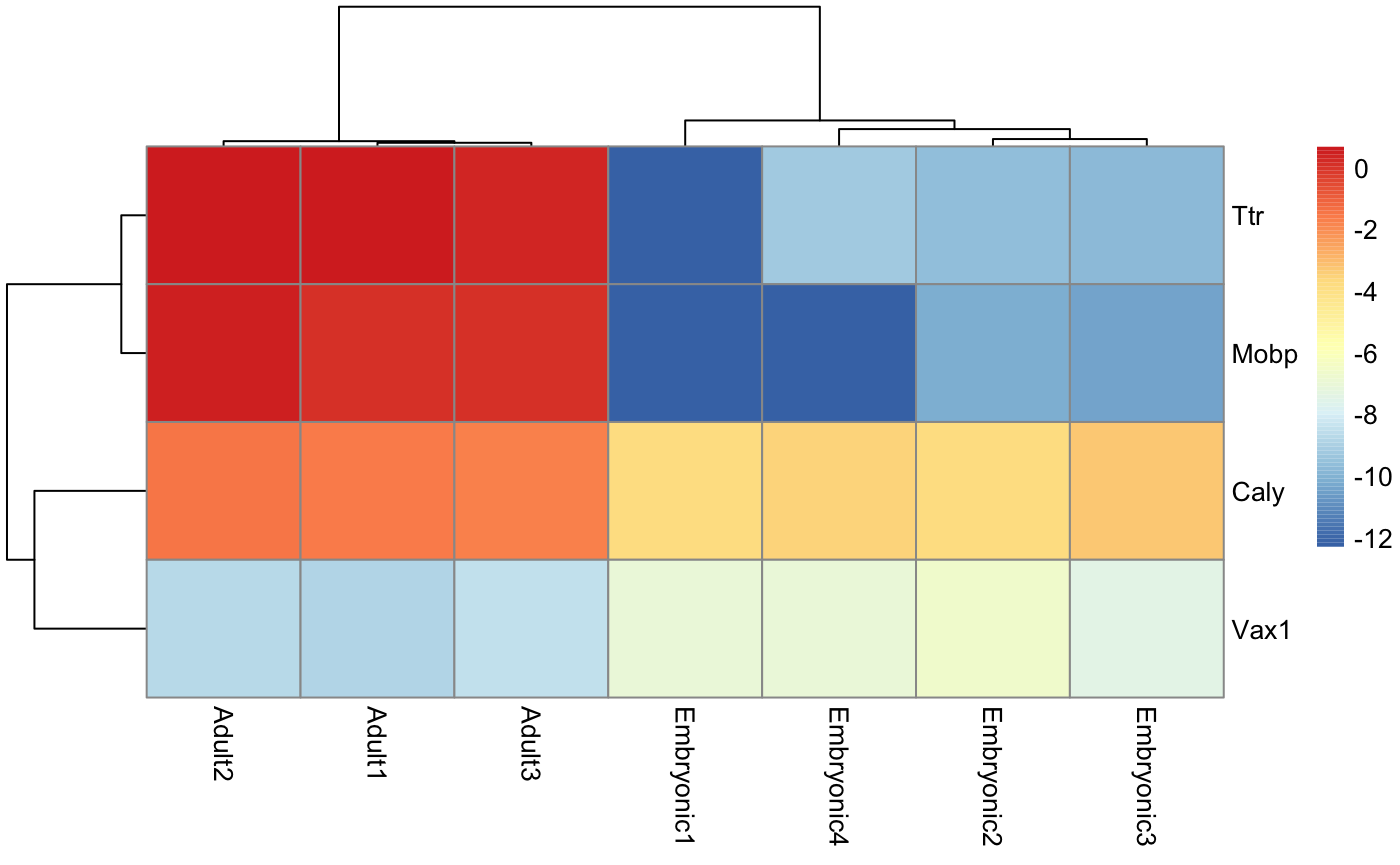 Ttr
Mobp
Caly
Vax1
0
-2
-4
-6
-8
-10
-12
Adult2
Adult1
Adult3
Embryonic1
Embryonic4
Embryonic2
Embryonic3